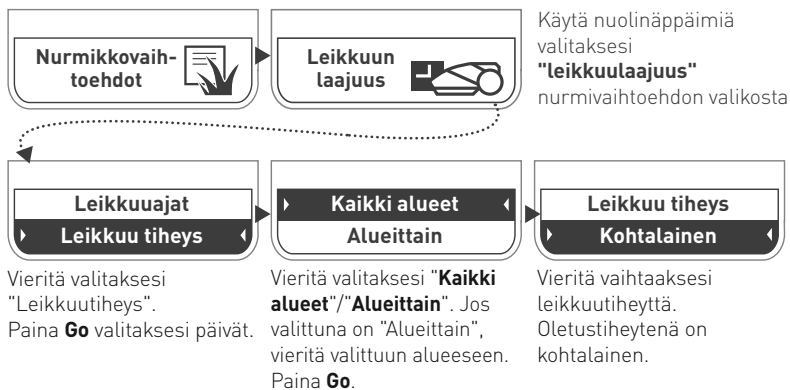 Nurmikkovaih-
toehdot
Leikkuun
laajuus
Käytä nuolinäppäimiä
valitaksesi
"leikkuulaajuus"
nurmivaihtoehdon valikosta
Leikkuuajat
Leikkuu tiheys
Vieritä valitaksesi
"Leikkuutiheys".
Paina Go valitaksesi päivät.
Kaikki alueet
Alueittain
Vieritä valitaksesi "Kaikki
alueet"/"Alueittain". Jos
valittuna on "Alueittain",
vieritä valittuun alueeseen.
Paina Go.
Leikkuu tiheys
Kohtalainen
Vieritä vaihtaaksesi
leikkuutiheyttä.
Oletustiheytenä on
kohtalainen.